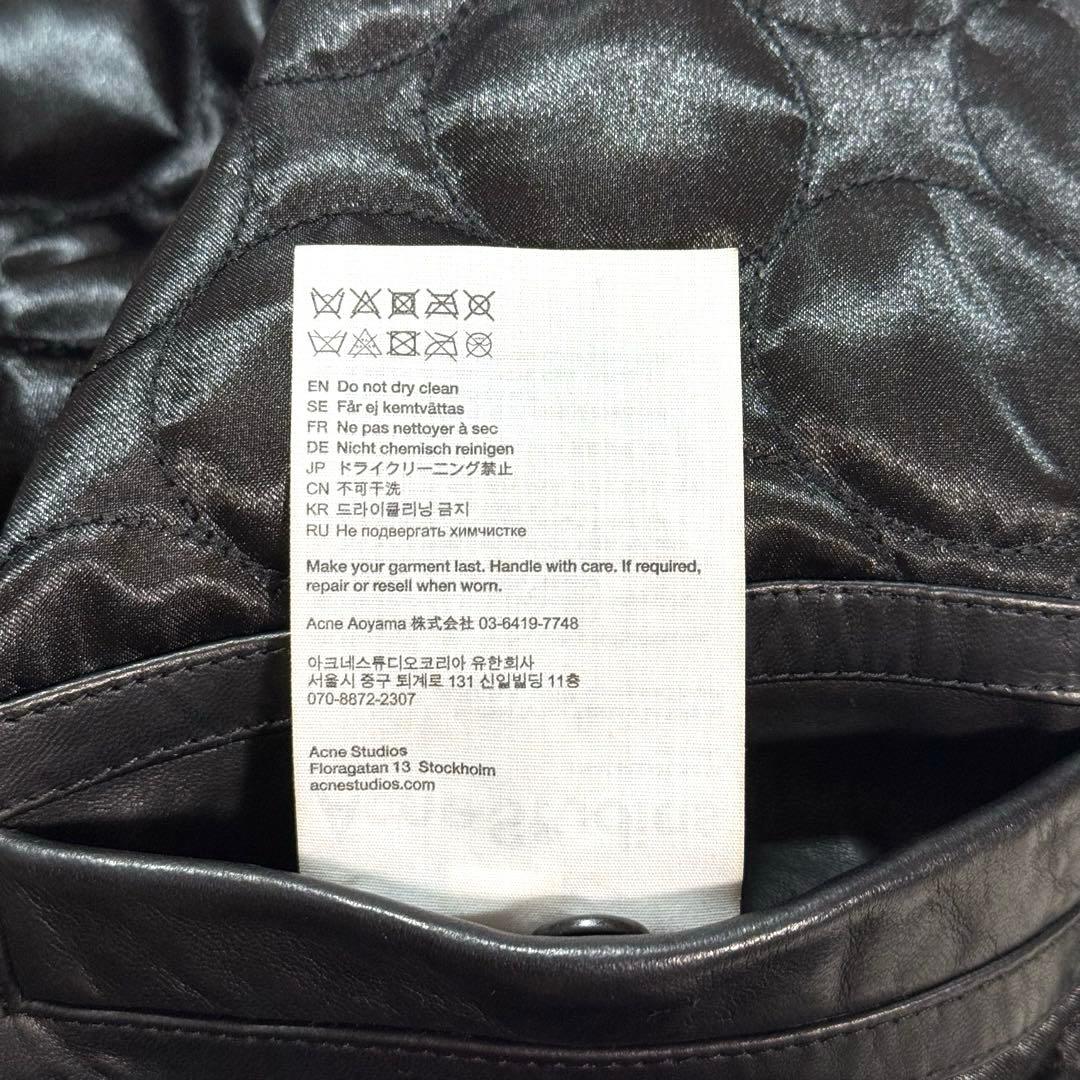 EN Do not dry clean
SE Får ej kemtvättas
FR Ne pas nettoyer à sec
DE Nicht chemisch reinigen
JP ドライクリーニング禁止
CN 不可干洗
KR 드라이클리닝 금지
RU Не подвергать химчистке
Make your garment last. Handle with care. If required,
repair or resell when worn.
Acne Aoyama 株式会社 03-6419-7748
아크네스튜디오코리아 유한회사
서울시 중구 퇴계로 131 신일빌딩 11층
070-8872-2307
Acne Studios
Floragatan 13 Stockholm
acnestudios.com